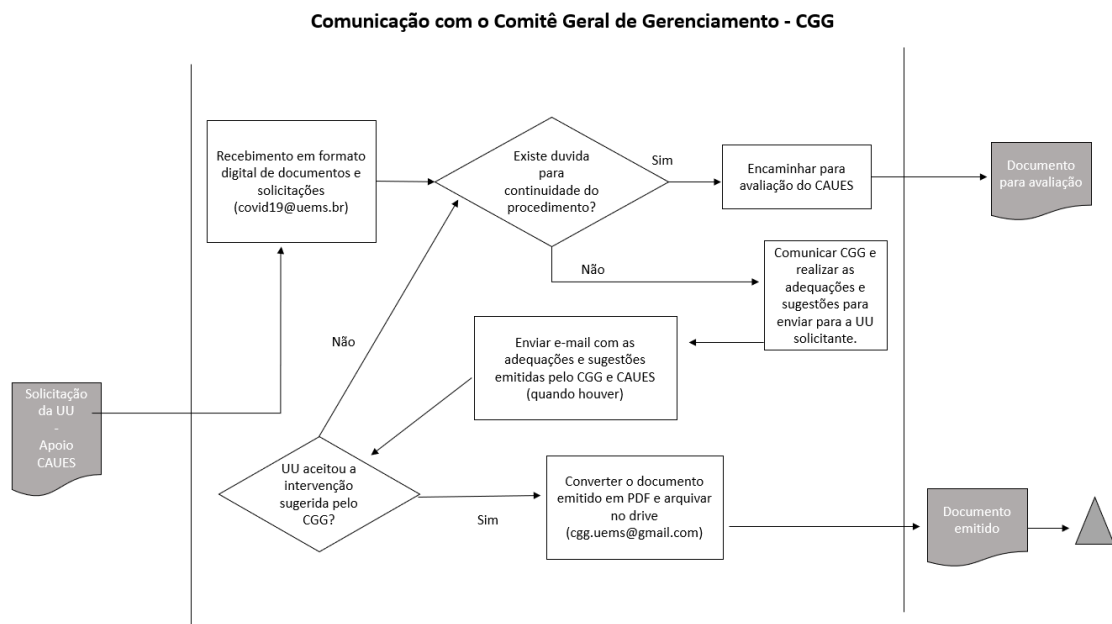 Comunicação com o Comitê Geral de Gerenciamento - CGG
Recebimento em formato
digital de documentos e
solicitações
(covid19@uems.br)
Existe duvida
para
continuidade do
procedimento?
Sim
Encaminhar para
avaliação do CAUES
Documento
para avaliação
Não
Comunicar CGG e
realizar as
adequações e
sugestões para
enviar para a UU
solicitante.
Enviar e-mail com as
adequações e sugestões
emitidas pelo CGG e CAUES
(quando houver)
Não
Solicitação
da UU
-
Apoio
CAUES
UU aceitou a
intervenção
sugerida pelo
CGG?
Sim
Converter o documento
emitido em PDF e arquivar
no drive
(cgg.uems@gmail.com)
Documento
emitido